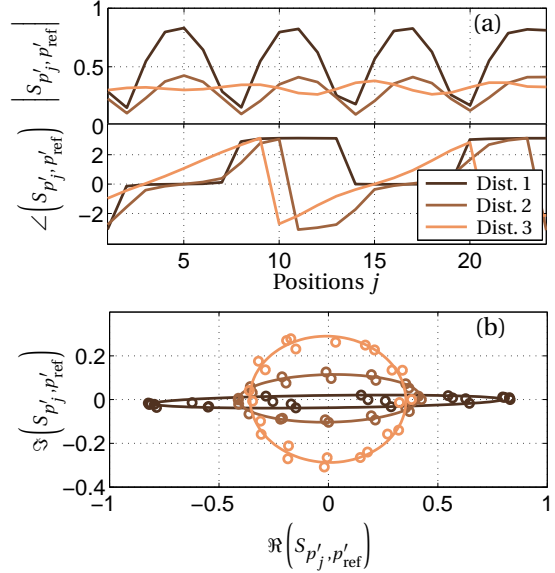 (a)
|S_{p'_j, p'_ref}|
1
0.5
0
∠(S_{p'_j, p'_ref})
2
0
−2
Dist. 1
Dist. 2
Dist. 3
5 10 15 20
Positions j
(b)
ℑ(S_{p'_j, p'_ref})
0.2
0
−0.2
−0.4
−1 −0.5 0 0.5 1
ℜ(S_{p'_j, p'_ref})